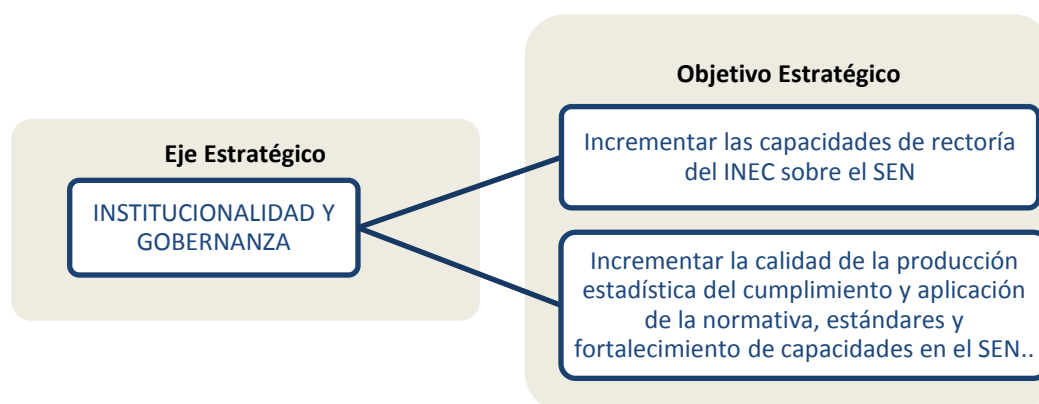 Eje Estratégico
INSTITUCIONALIDAD Y
GOBERNANZA
Objetivo Estratégico
Incrementar las capacidades de rectoría
del INEC sobre el SEN
Incrementar la calidad de la producción
estadística del cumplimiento y aplicación
de la normativa, estándares y
fortalecimiento de capacidades en el SEN..